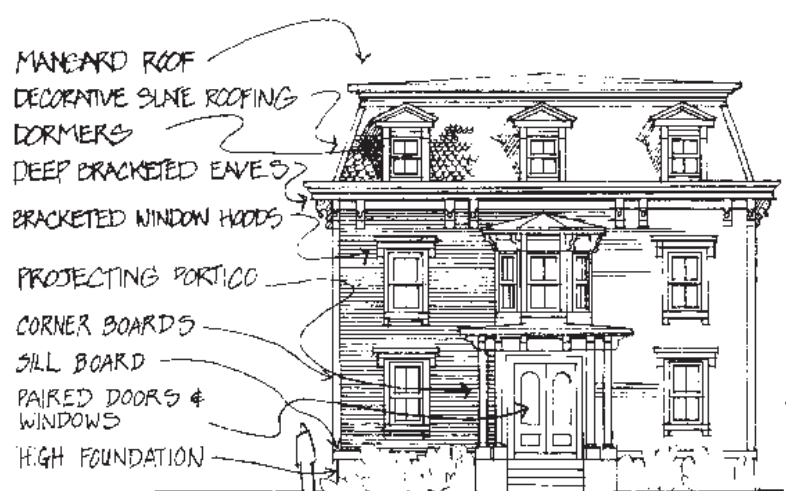 MANSARD ROOF
DECORATIVE SLATE ROOFING
DORMERS
DEEP BRACKETED EAVES
BRACKETED WINDOW HOODS
PROJECTING PORTICO
CORNER BOARDS
SILL BOARD
PAIRED DOORS &
WINDOWS
HIGH FOUNDATION